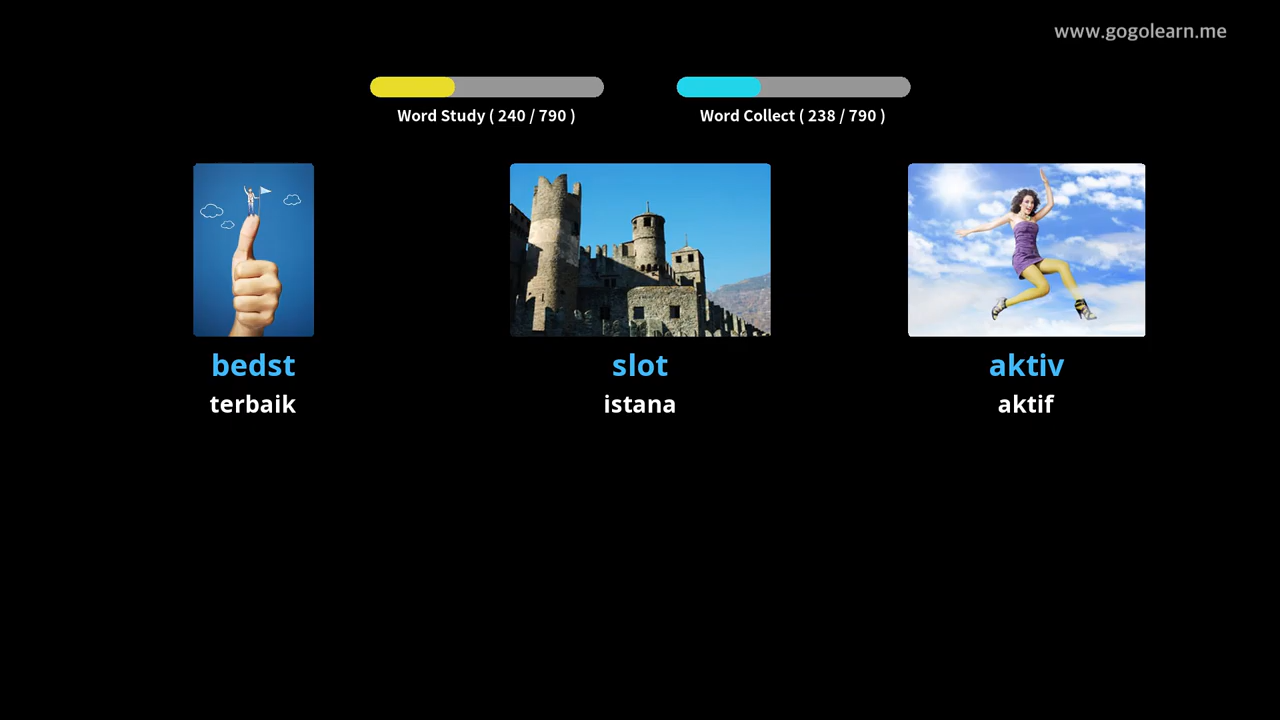 www.gogolearn.me
Word Study ( 240 / 790 )
Word Collect ( 238 / 790 )
bedst
terbaik
slot
istana
aktiv
aktif